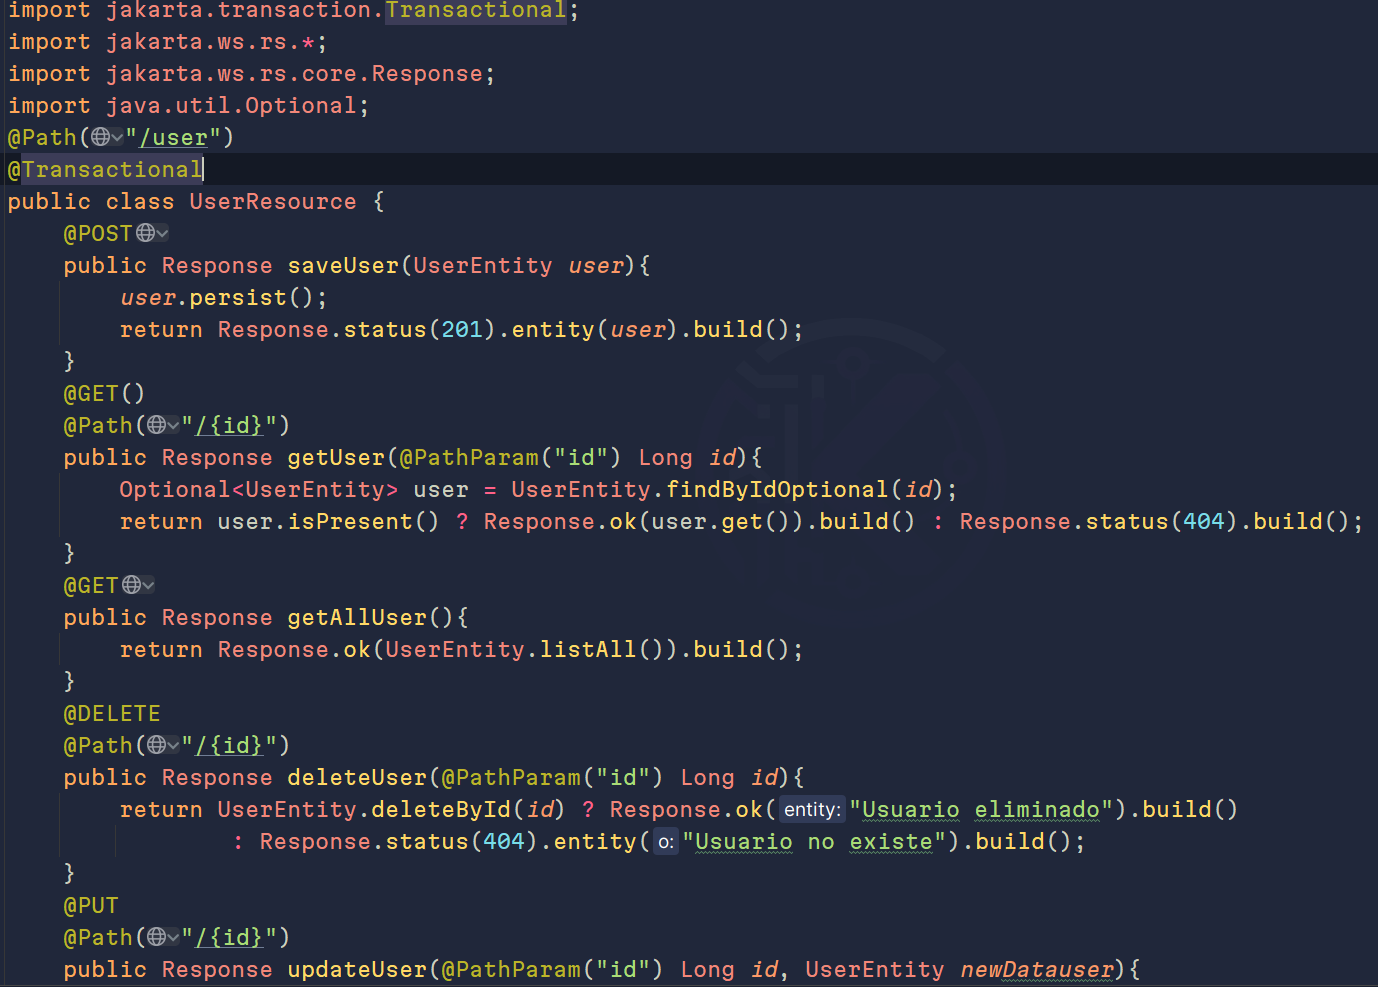 import jakarta.transaction.Transactional;
import jakarta.ws.rs.*;
import jakarta.ws.rs.core.Response;
import java.util.Optional;
@Path("/user")
@Transactional
public class UserResource {
    @POST
    public Response saveUser(UserEntity user){
        user.persist();
        return Response.status(201).entity(user).build();
    }
    @GET()
    @Path("/{id}")
    public Response getUser(@PathParam("id") Long id){
        Optional<UserEntity> user = UserEntity.findByIdOptional(id);
        return user.isPresent() ? Response.ok(user.get()).build() : Response.status(404).build();
    }
    @GET
    public Response getAllUser(){
        return Response.ok(UserEntity.listAll()).build();
    }
    @DELETE
    @Path("/{id}")
    public Response deleteUser(@PathParam("id") Long id){
        return UserEntity.deleteById(id) ? Response.ok( entity: "Usuario eliminado").build()
                : Response.status(404).entity( o: "Usuario no existe").build();
    }
    @PUT
    @Path("/{id}")
    public Response updateUser(@PathParam("id") Long id, UserEntity newDatauser){